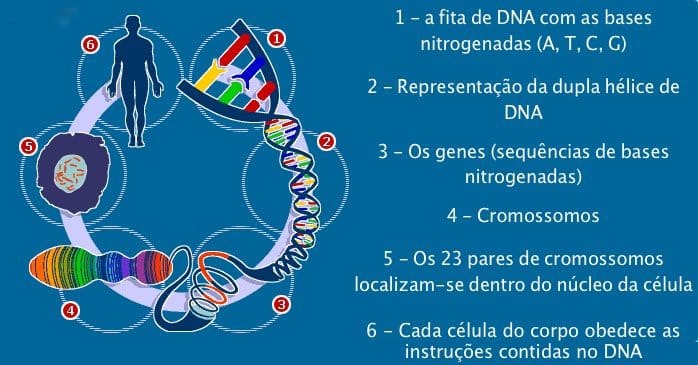 1 – a fita de DNA com as bases
nitrogenadas (A, T, C, G)
2 – Representação da dupla hélice de
DNA
3 – Os genes (sequências de bases
nitrogenadas)
4 – Cromossomos
5 – Os 23 pares de cromossomos
localizam-se dentro do núcleo da célula
6 – Cada célula do corpo obedece as
instruções contidas no DNA
1
2
3
4
5
6